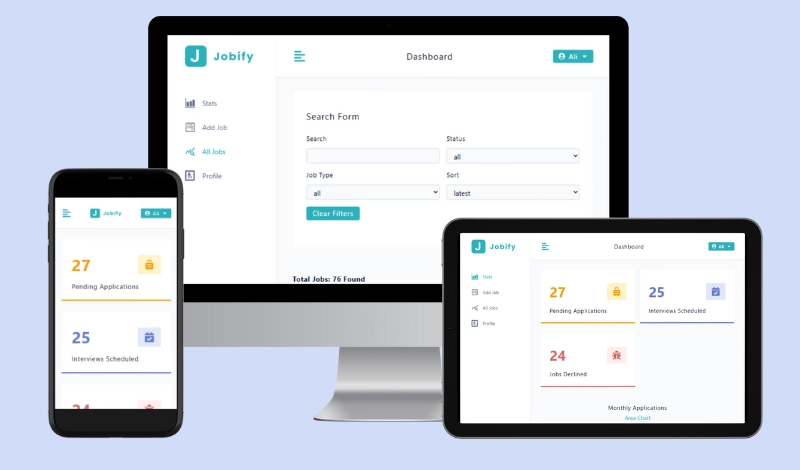 J Jobify
Dashboard
Ali
Stats
Add Job
All Jobs
Profile
Search Form
Search
Status
all
Job Type
Sort
all
latest
Clear Filters
Total Jobs: 76 Found
J Jobify
Ali
27
Pending Applications
25
Interviews Scheduled
24
J Jobify
Dashboard
Ali
Stats
Add Job
All Jobs
Profile
27
Pending Applications
25
Interviews Scheduled
24
Jobs Declined
Monthly Applications
Area Chart